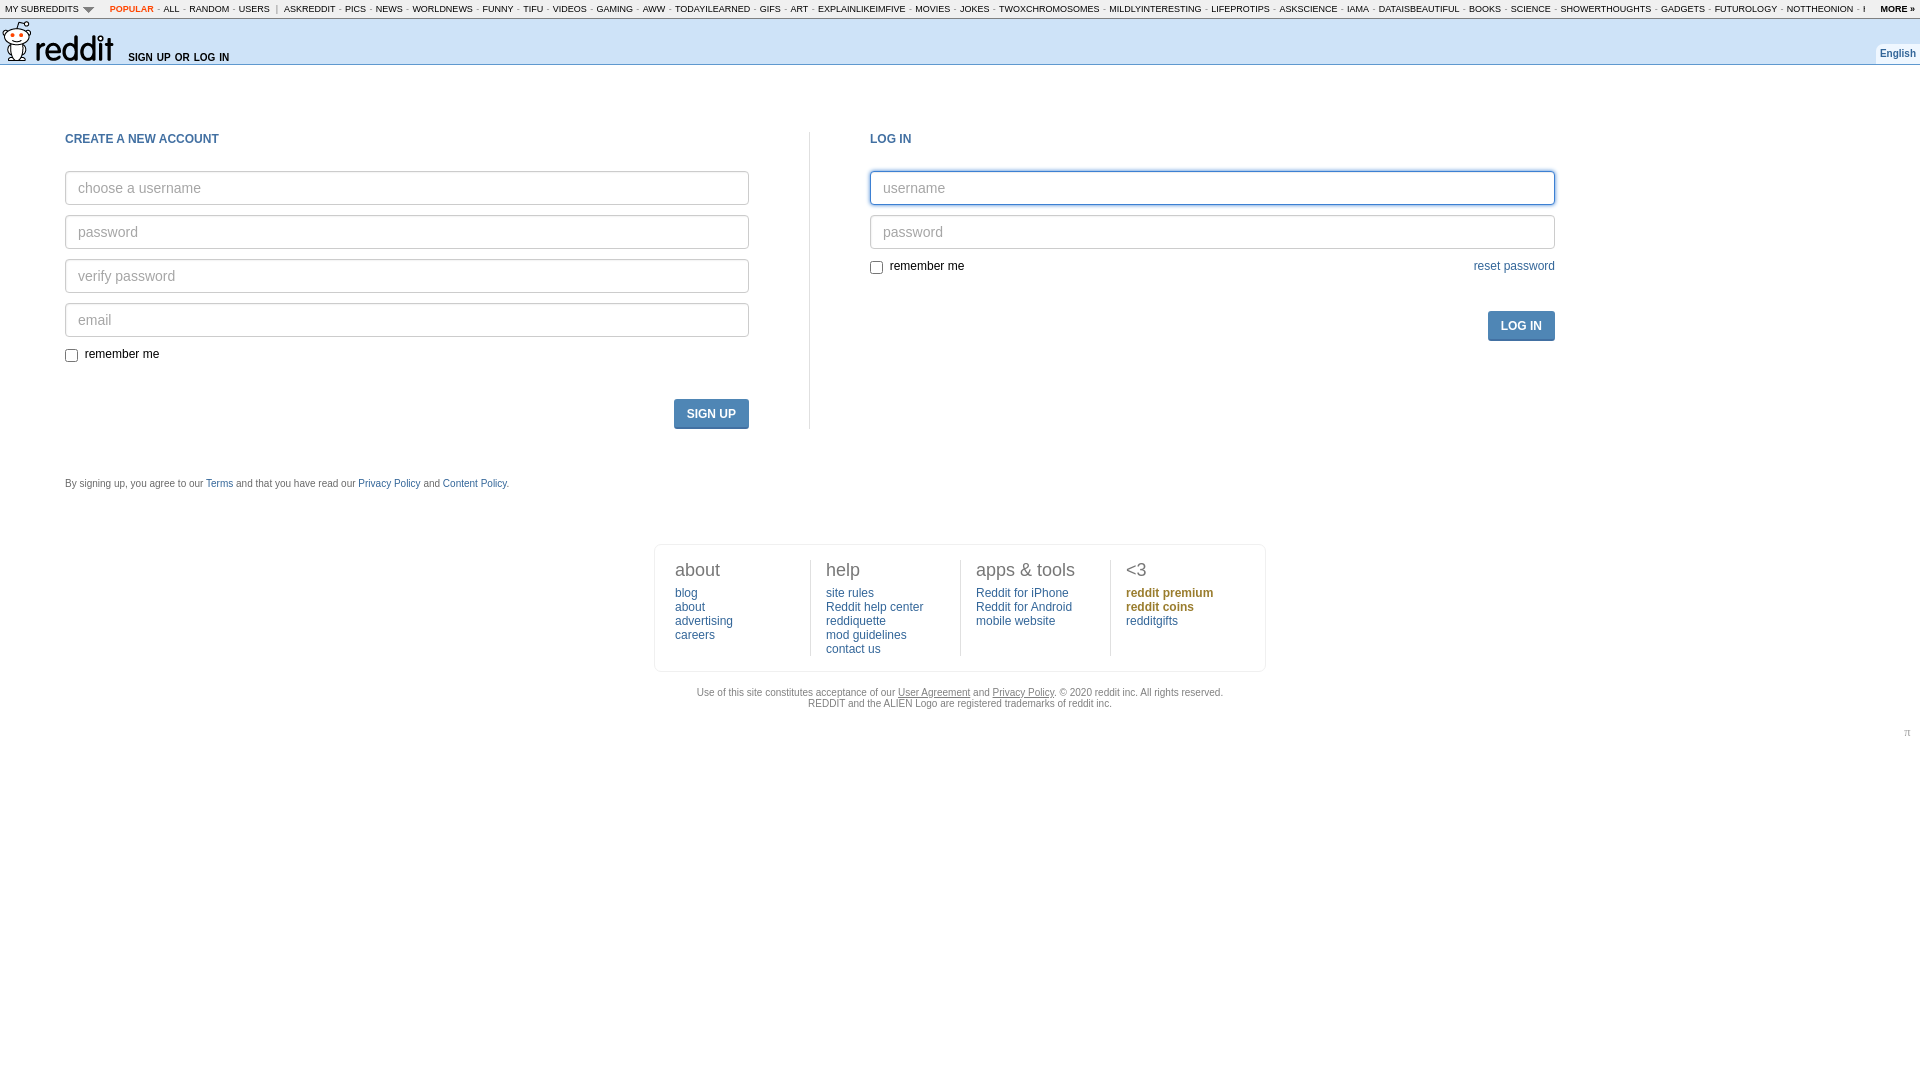 MY SUBREDDITS POPULAR - ALL - RANDOM - USERS | ASKREDDIT - PICS - NEWS - WORLDNEWS - FUNNY - TIFU - VIDEOS - GAMING - AWW - TODAYILEARNED - GIFS - ART - EXPLAINLIKEIMFIVE - MOVIES - JOKES - TWOXCHROMOSOMES - MILDLYINTERESTING - LIFEPROTIPS - ASKSCIENCE - IAMA - DATAISBEAUTIFUL - BOOKS - SCIENCE - SHOWERTHOUGHTS - GADGETS - FUTUROLOGY - NOTTHEONION - MORE »
reddit SIGN UP OR LOG IN
English
CREATE A NEW ACCOUNT
choose a username
password
verify password
email
remember me
SIGN UP
LOG IN
username
password
remember me reset password
LOG IN
By signing up, you agree to our Terms and that you have read our Privacy Policy and Content Policy.
about
blog
about
advertising
careers
help
site rules
Reddit help center
reddiquette
mod guidelines
contact us
apps & tools
Reddit for iPhone
Reddit for Android
mobile website
<3
reddit premium
reddit coins
redditgifts
Use of this site constitutes acceptance of our User Agreement and Privacy Policy. © 2020 reddit inc. All rights reserved.
REDDIT and the ALIEN Logo are registered trademarks of reddit inc.
π